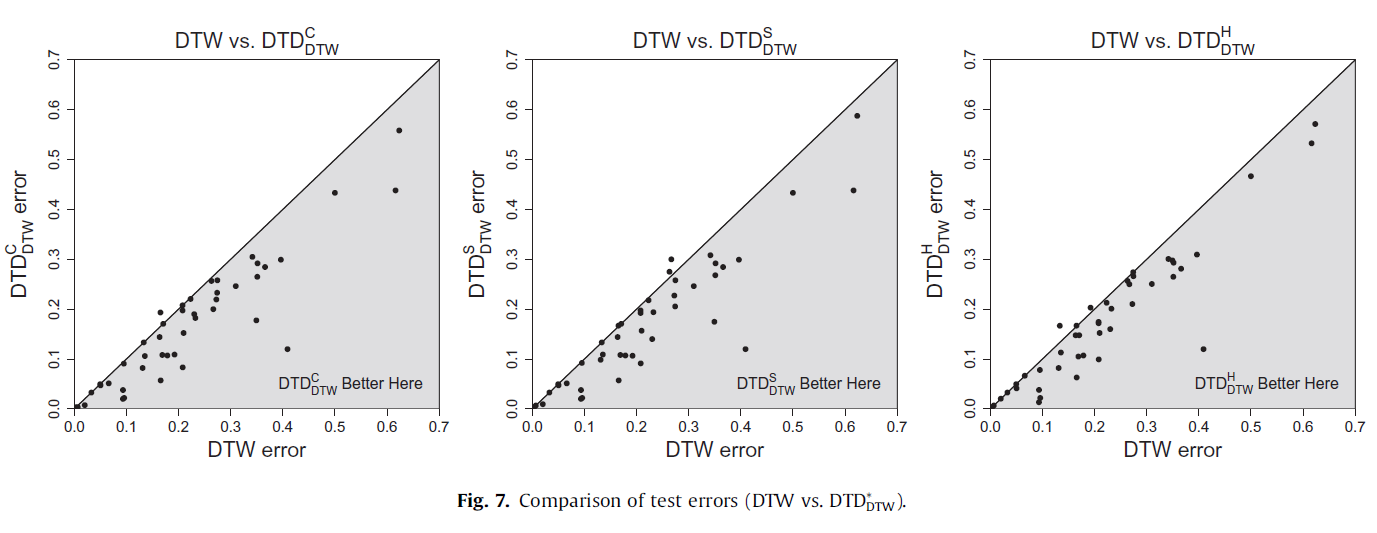 DTW vs. DTD^C_DTW
DTD^C_DTW error
0.0 0.1 0.2 0.3 0.4 0.5 0.6 0.7
DTD^C_DTW Better Here
0.0 0.1 0.2 0.3 0.4 0.5 0.6 0.7
DTW error
DTW vs. DTD^S_DTW
DTD^S_DTW error
0.0 0.1 0.2 0.3 0.4 0.5 0.6 0.7
DTD^S_DTW Better Here
0.0 0.1 0.2 0.3 0.4 0.5 0.6 0.7
DTW error
DTW vs. DTD^H_DTW
DTD^H_DTW error
0.0 0.1 0.2 0.3 0.4 0.5 0.6 0.7
DTD^H_DTW Better Here
0.0 0.1 0.2 0.3 0.4 0.5 0.6 0.7
DTW error
Fig. 7. Comparison of test errors (DTW vs. DTD^*_DTW).